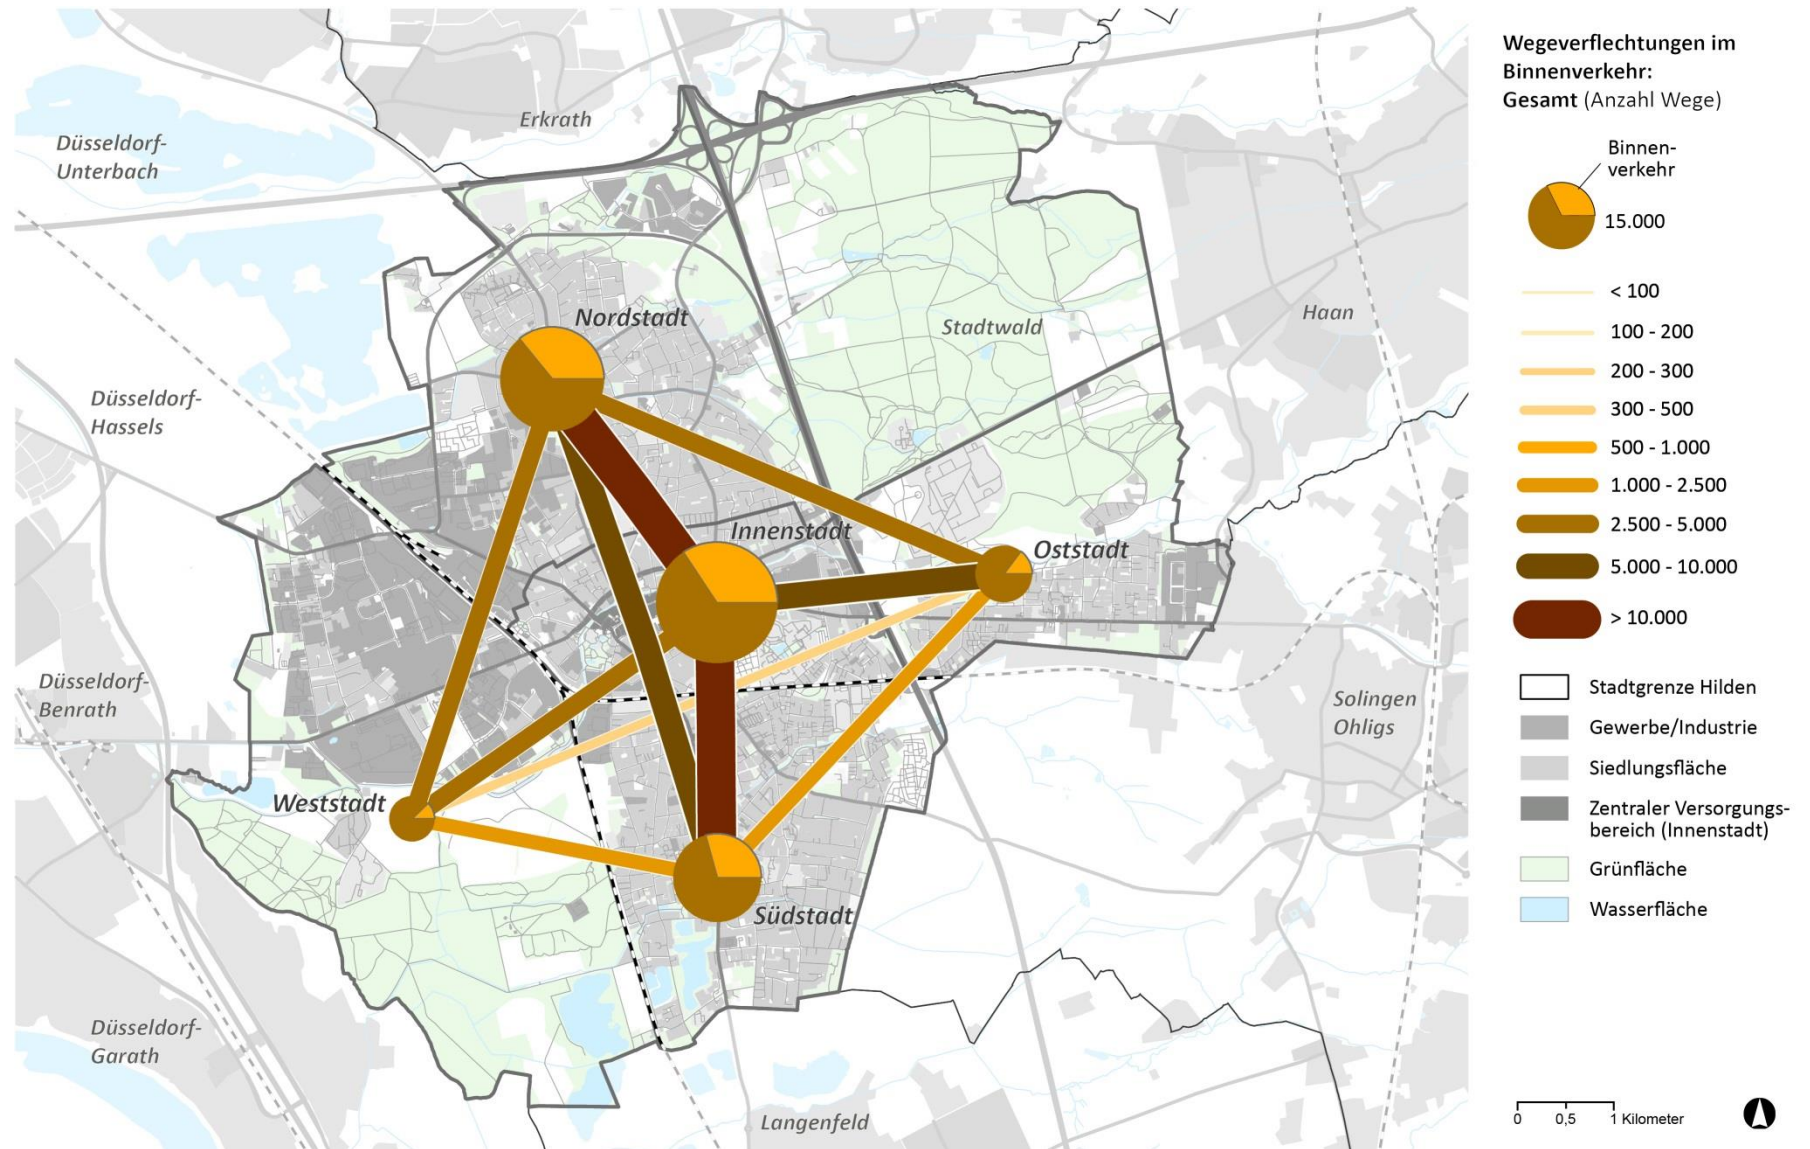 Wegeverflechtungen im
Binnenverkehr:
Gesamt (Anzahl Wege)
Binnen-
verkehr
15.000
< 100
100 - 200
200 - 300
300 - 500
500 - 1.000
1.000 - 2.500
2.500 - 5.000
5.000 - 10.000
> 10.000
Stadtgrenze Hilden
Gewerbe/Industrie
Siedlungsfläche
Zentraler Versorgungs-
bereich (Innenstadt)
Grünfläche
Wasserfläche
0 0,5 1 Kilometer
Erkrath
Düsseldorf-
Unterbach
Nordstadt
Stadtwald
Haan
Düsseldorf-
Hassels
Innenstadt
Oststadt
Düsseldorf-
Benrath
Solingen
Ohligs
Weststadt
Südstadt
Düsseldorf-
Garath
Langenfeld